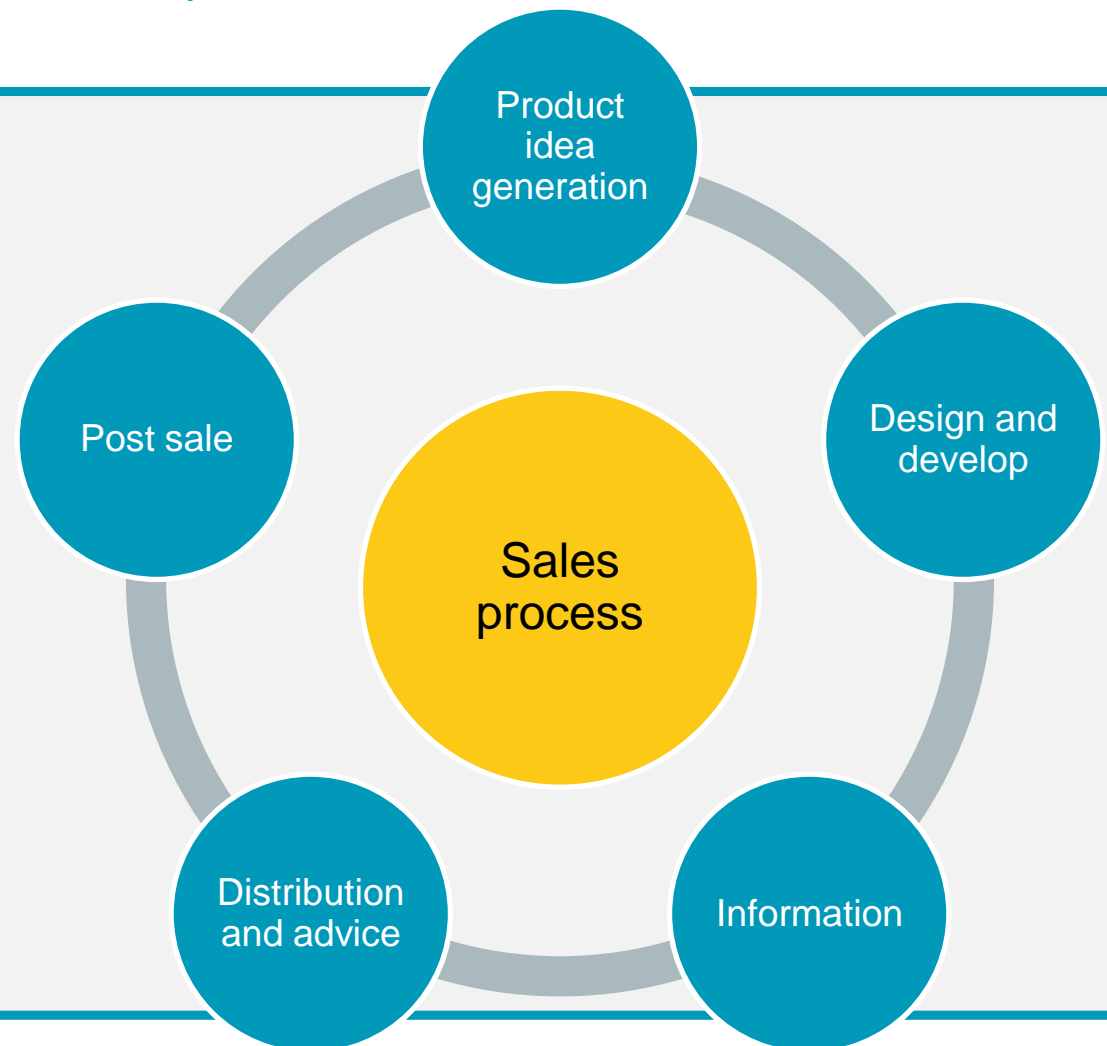 Product
idea
generation
Design and
develop
Information
Distribution
and advice
Post sale
Sales
process